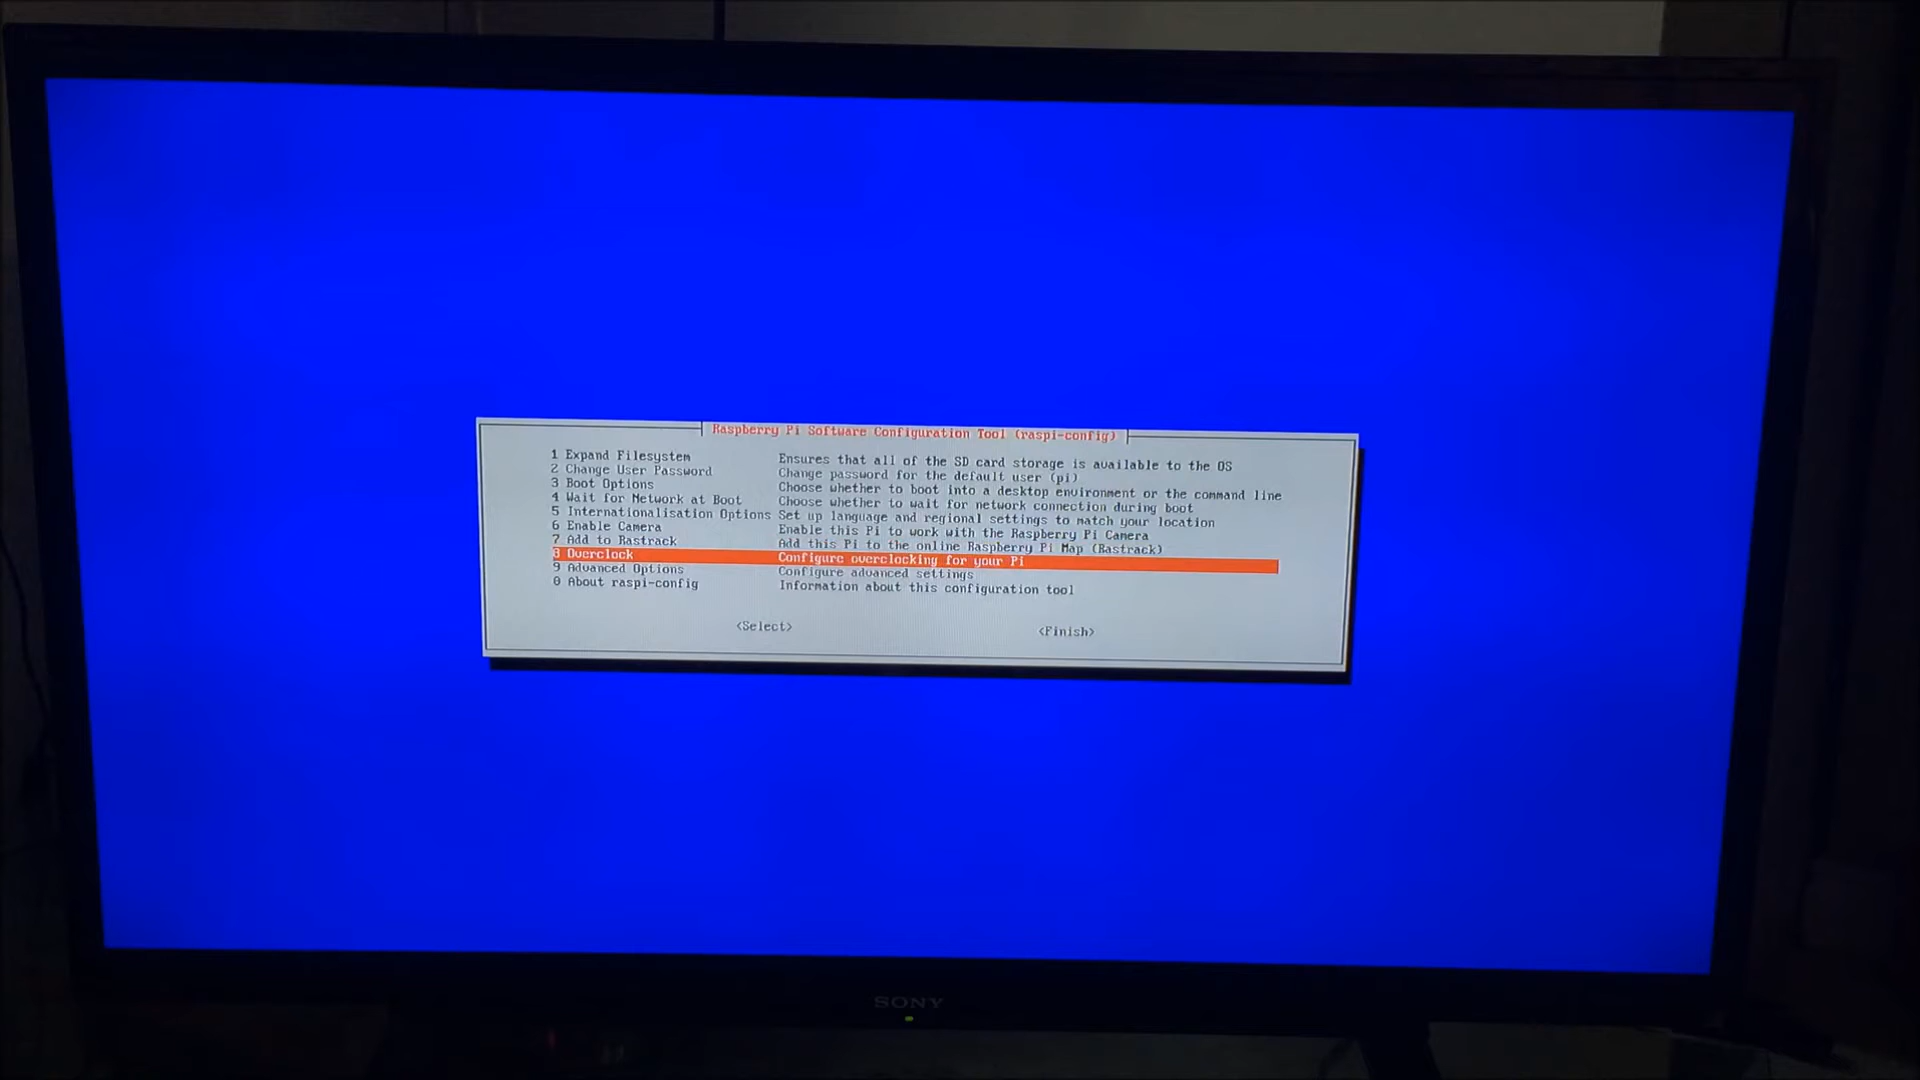 Raspberry Pi Software Configuration Tool (raspi-config)
1 Expand Filesystem Ensures that all of the SD card storage is available to the OS
2 Change User Password Change password for the default user (pi)
3 Boot Options Choose whether to boot into a desktop environment or the command line
4 Wait for Network at Boot Choose whether to wait for network connection during boot
5 Internationalisation Options Set up language and regional settings to match your location
6 Enable Camera Enable this Pi to work with the Raspberry Pi Camera
7 Add to Rastrack Add this Pi to the online Raspberry Pi Map (Rastrack)
8 Overclock Configure overclocking for your Pi
9 Advanced Options Configure advanced settings
0 About raspi-config Information about this configuration tool
<Select> <Finish>
SONY